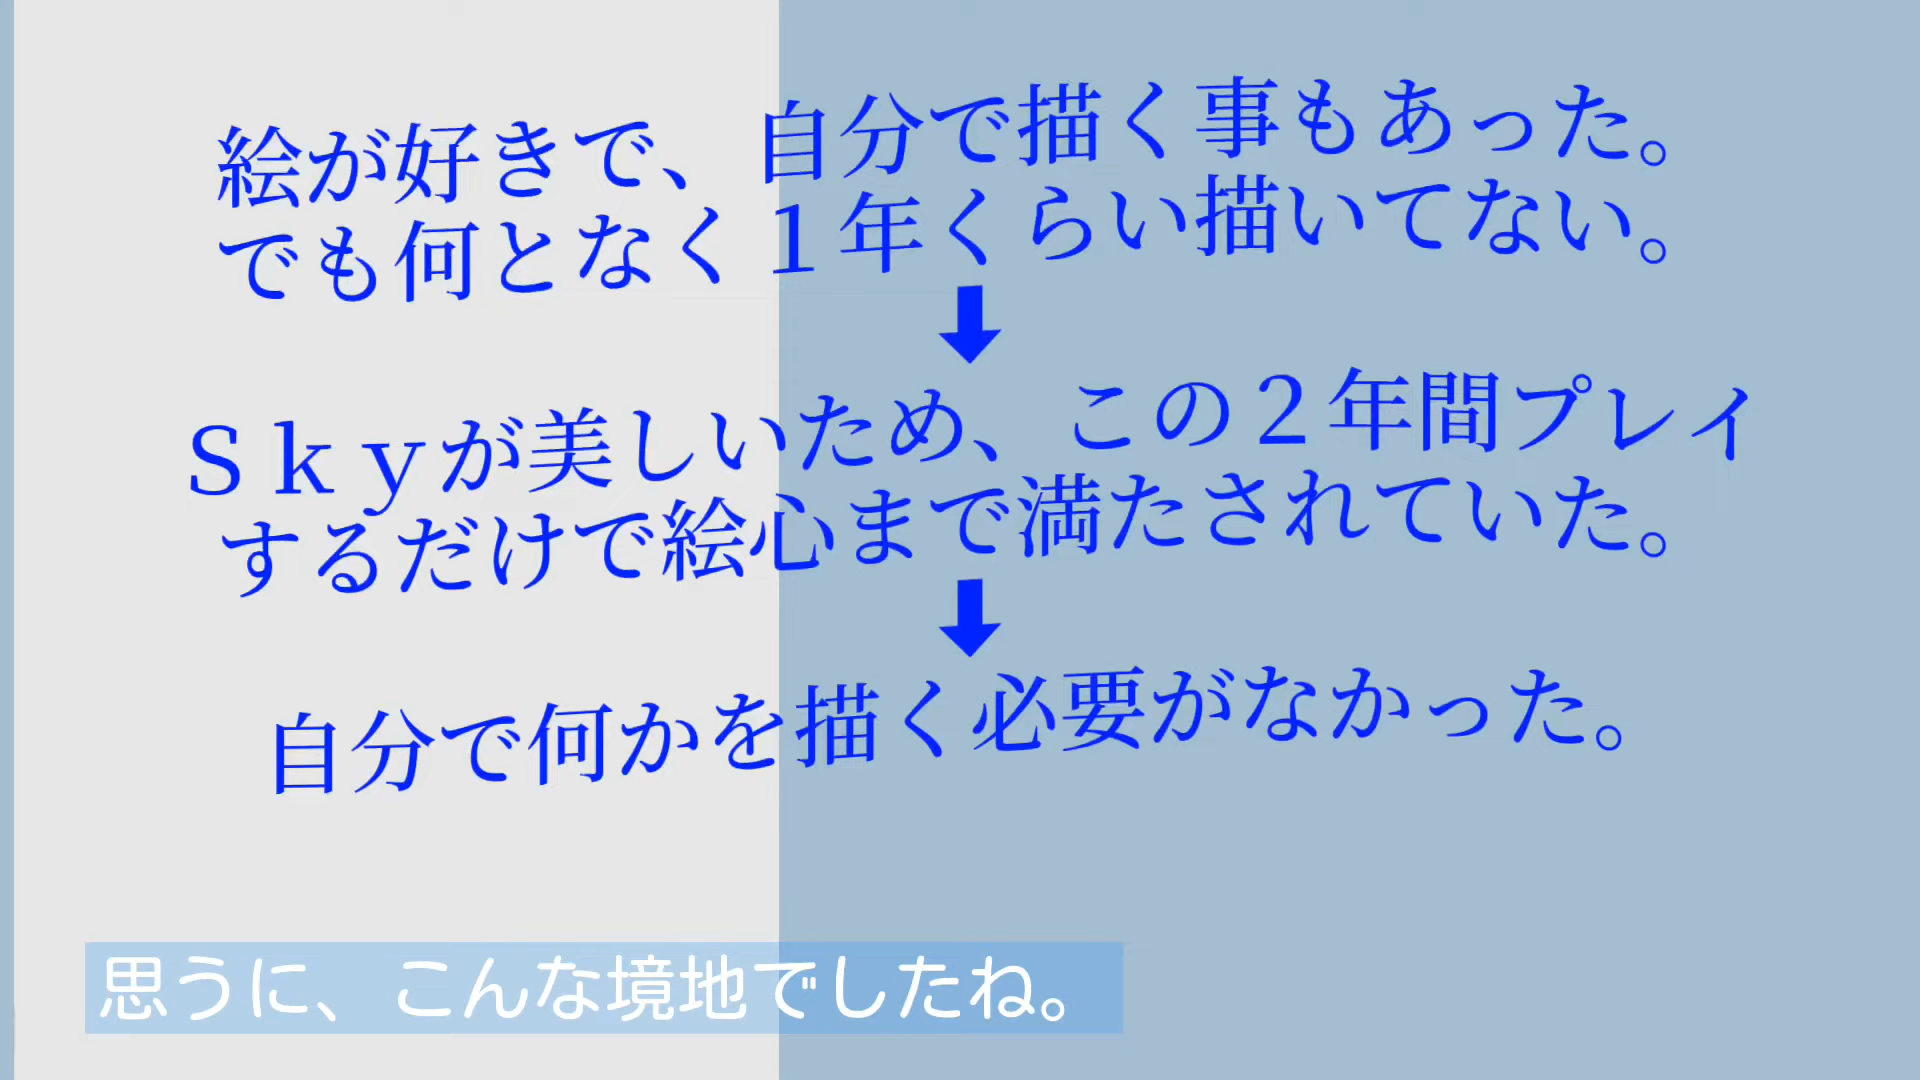 絵が好きで、自分で描く事もあった。
でも何となく１年くらい描いてない。
⬇
Ｓｋｙが美しいため、この２年間プレイ
するだけで絵心まで満たされていた。
⬇
自分で何かを描く必要がなかった。
思うに、こんな境地でしたね。